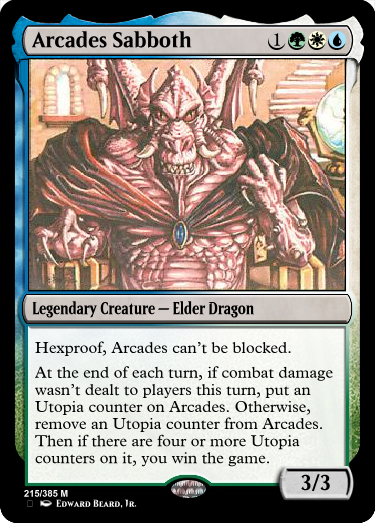 Arcades Sabboth 1
Legendary Creature — Elder Dragon
Hexproof, Arcades can't be blocked.
At the end of each turn, if combat damage
wasn't dealt to players this turn, put an
Utopia counter on Arcades. Otherwise,
remove an Utopia counter from Arcades.
Then if there are four or more Utopia
counters on it, you win the game.
3/3
215/385 M
Edward Beard, Jr.